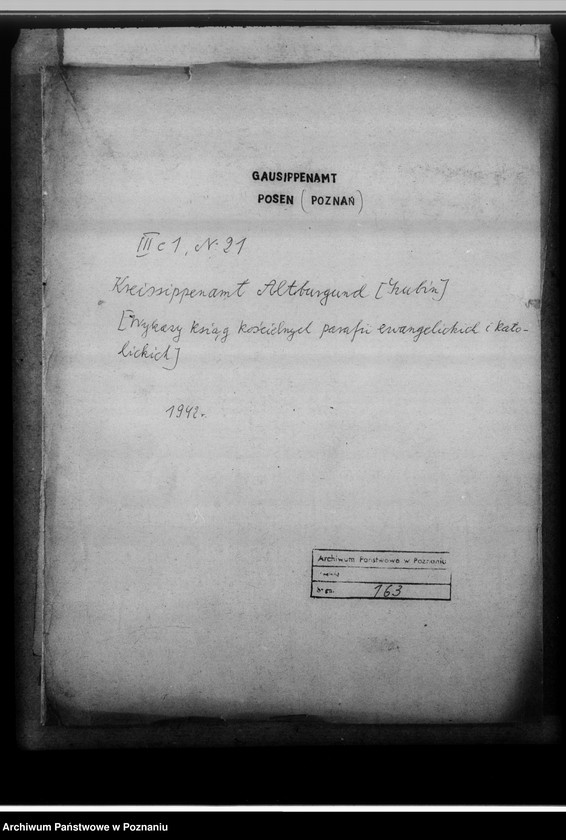 GAUSIPPENAMT
POSEN (POZNAŃ)
III c 1, Nr 21
Kreissippenamt Altburgund [Szubin]
[Wykazy ksiąg kościelnych parafii ewangelickich i kato-
lickich]
1942 r.
Archiwum Państwowe w Poznaniu
163
Archiwum Państwowe w Poznaniu